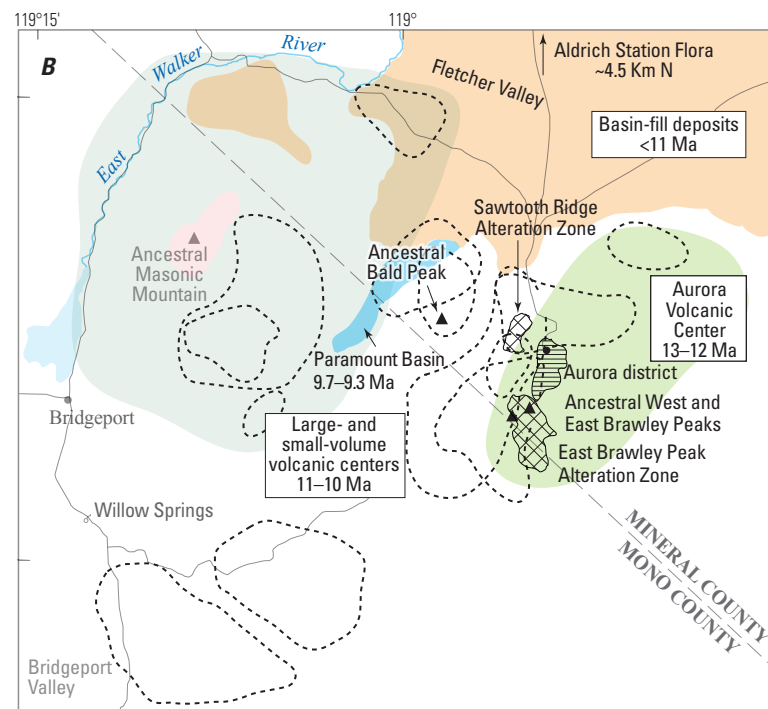 119°15'
119°
B
East
Walker
River
Fletcher Valley
Aldrich Station Flora
~4.5 Km N
Basin-fill deposits
<11 Ma
Sawtooth Ridge
Alteration Zone
Ancestral
Masonic
Mountain
Ancestral
Bald Peak
Aurora
Volcanic
Center
13–12 Ma
Paramount Basin
9.7–9.3 Ma
Aurora district
Bridgeport
Ancestral West and
East Brawley Peaks
Large- and
small-volume
volcanic centers
11–10 Ma
East Brawley Peak
Alteration Zone
Willow Springs
MINERAL COUNTY
MONO COUNTY
Bridgeport
Valley